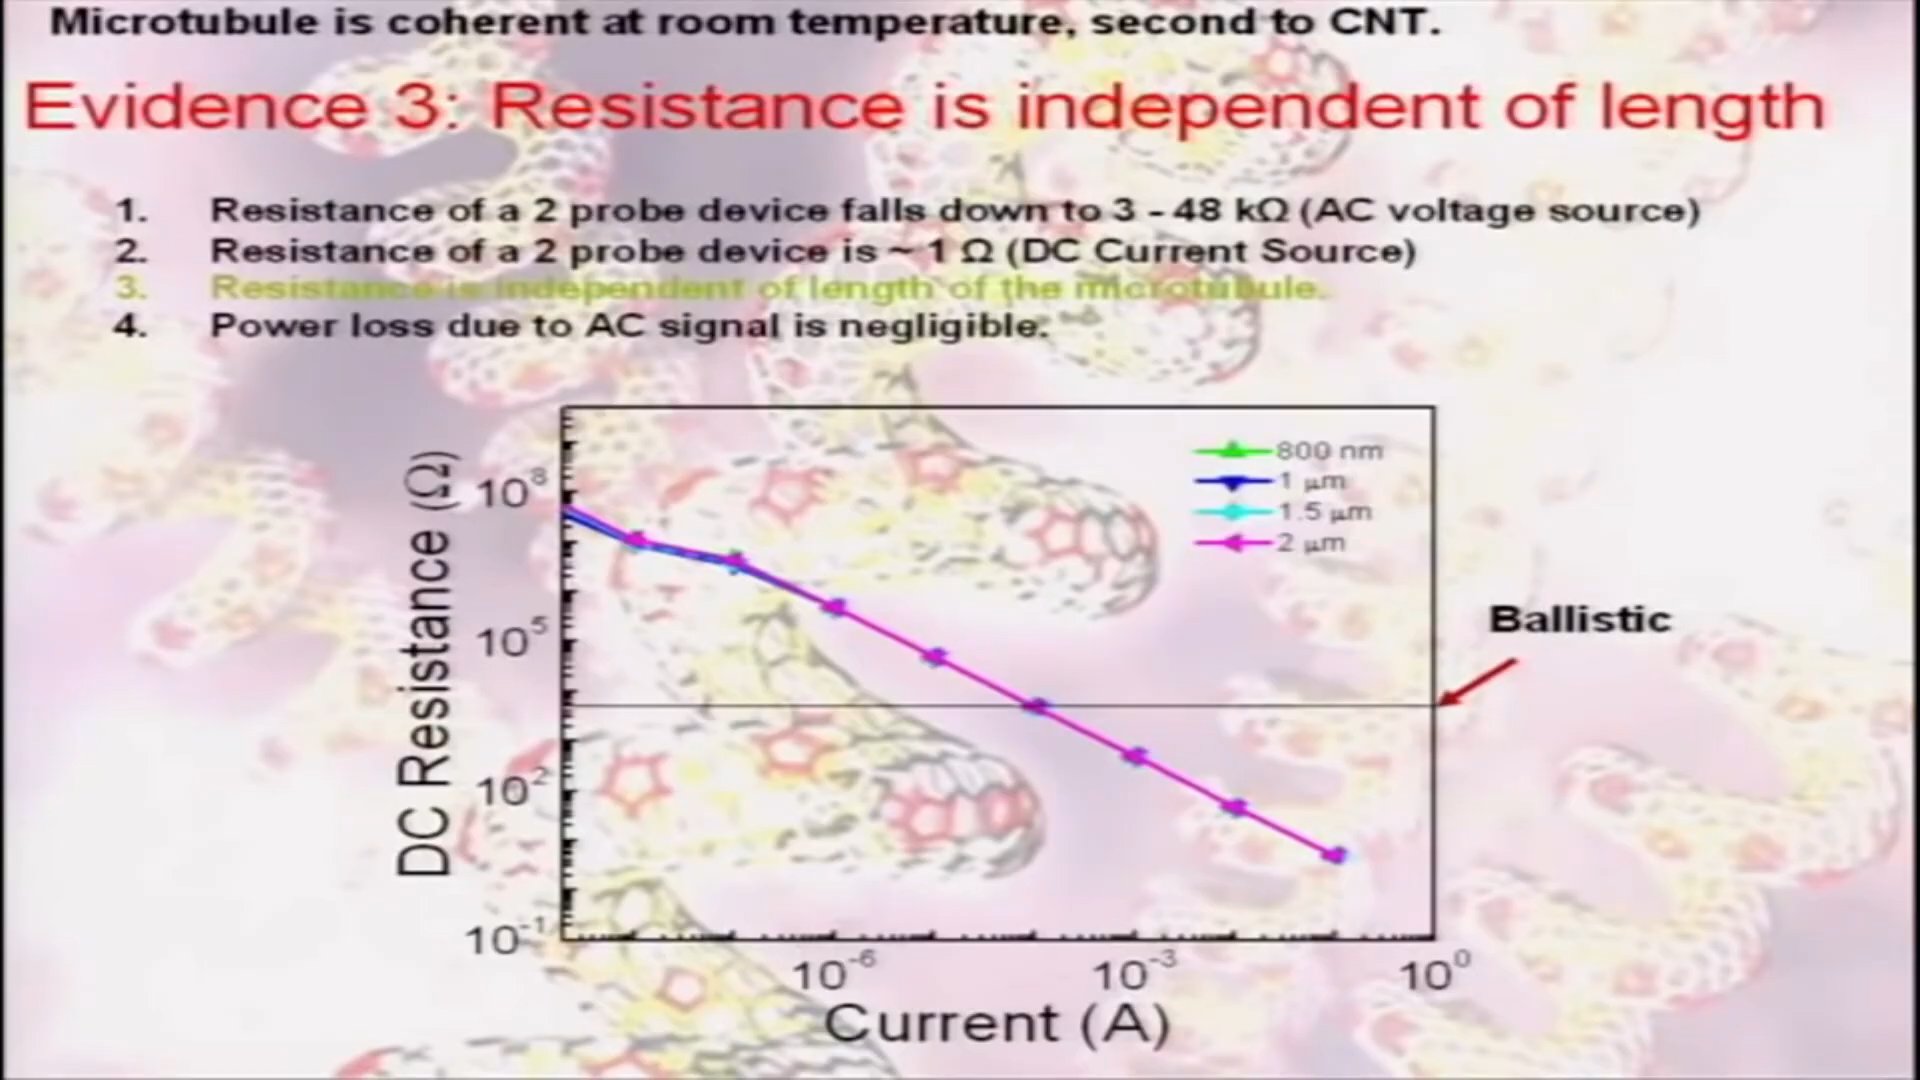 Microtubule is coherent at room temperature, second to CNT.
Evidence 3: Resistance is independent of length
1. Resistance of a 2 probe device falls down to 3 - 48 kΩ (AC voltage source)
2. Resistance of a 2 probe device is ~ 1 Ω (DC Current Source)
3. Resistance is independent of length of the microtubule.
4. Power loss due to AC signal is negligible.
800 nm
1 μm
1.5 μm
2 μm
DC Resistance (Ω)
10⁸
10⁵
10²
10⁻¹
Ballistic
10⁻⁶ 10⁻³ 10⁰
Current (A)